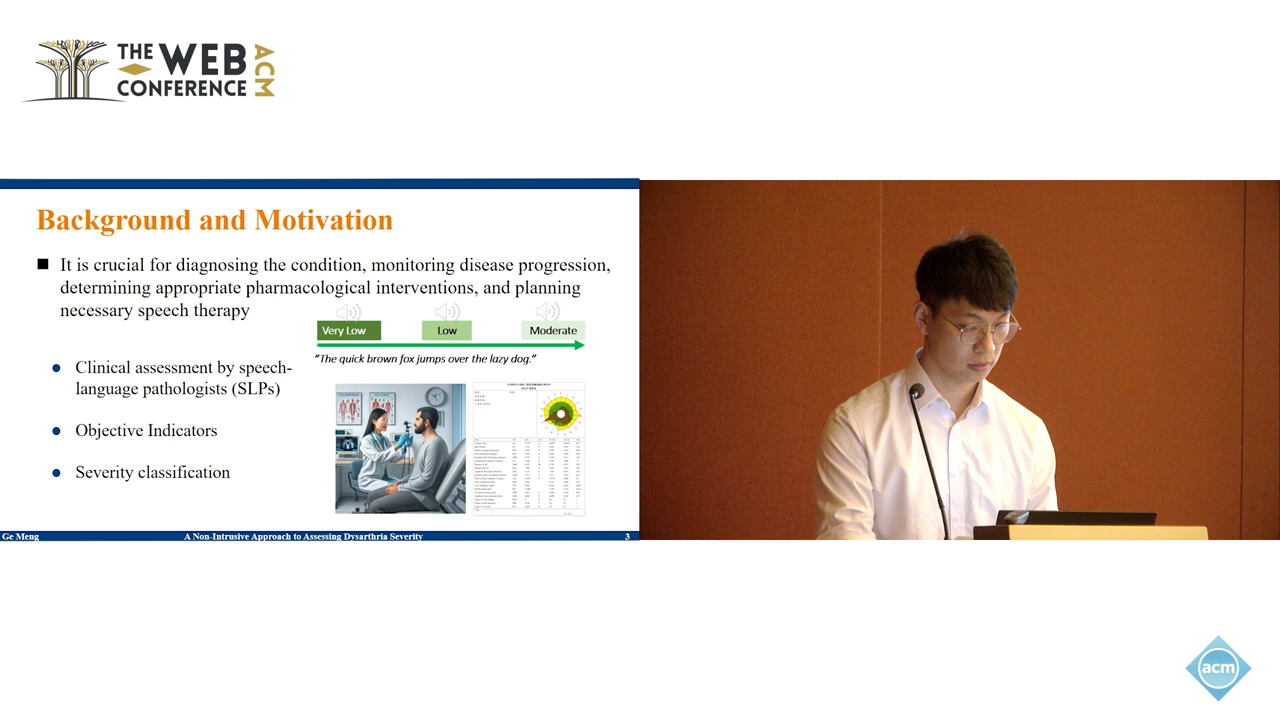 THE WEB
CONFERENCE
ACM
Background and Motivation
It is crucial for diagnosing the condition, monitoring disease progression,
determining appropriate pharmacological interventions, and planning
necessary speech therapy
Very Low
Low
Moderate
"The quick brown fox jumps over the lazy dog."
Clinical assessment by speech-
language pathologists (SLPs)
Objective Indicators
Severity classification
Ge Meng
A Non-Intrusive Approach to Assessing Dysarthria Severity
3
acm